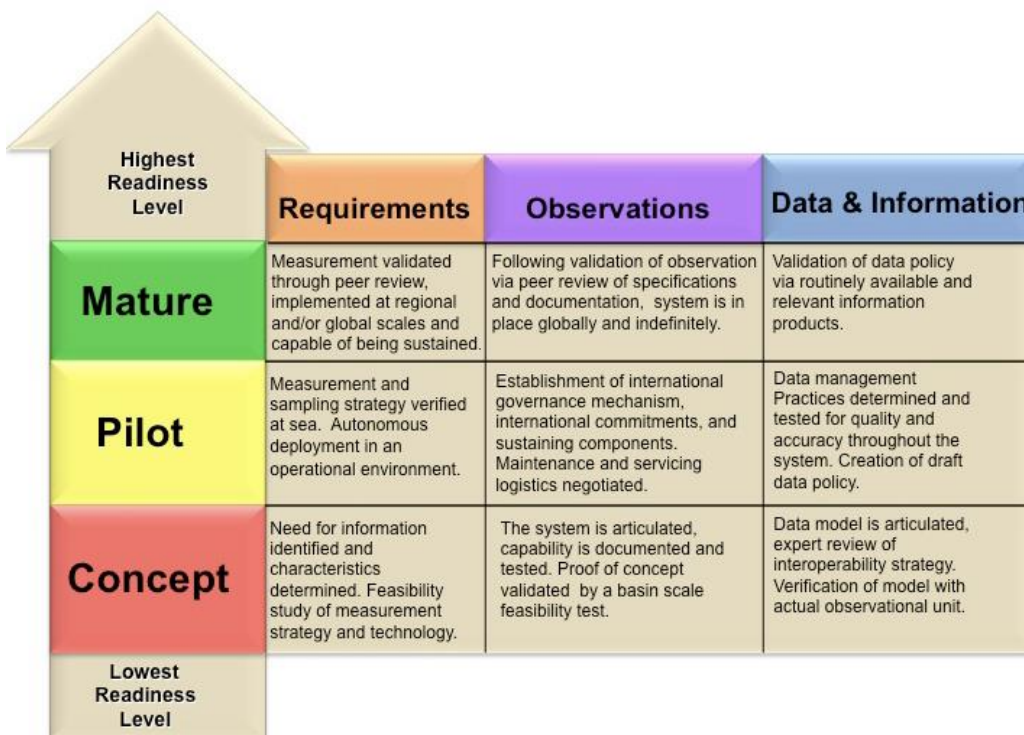 Highest
Readiness
Level
Requirements
Observations
Data & Information
Mature
Measurement validated
through peer review,
implemented at regional
and/or global scales and
capable of being sustained.
Following validation of observation
via peer review of specifications
and documentation, system is in
place globally and indefinitely.
Validation of data policy
via routinely available and
relevant information
products.
Pilot
Measurement and
sampling strategy verified
at sea. Autonomous
deployment in an
operational environment.
Establishment of international
governance mechanism,
international commitments, and
sustaining components.
Maintenance and servicing
logistics negotiated.
Data management
Practices determined and
tested for quality and
accuracy throughout the
system. Creation of draft
data policy.
Concept
Need for information
identified and
characteristics
determined. Feasibility
study of measurement
strategy and technology.
The system is articulated,
capability is documented and
tested. Proof of concept
validated by a basin scale
feasibility test.
Data model is articulated,
expert review of
interoperability strategy.
Verification of model with
actual observational unit.
Lowest
Readiness
Level